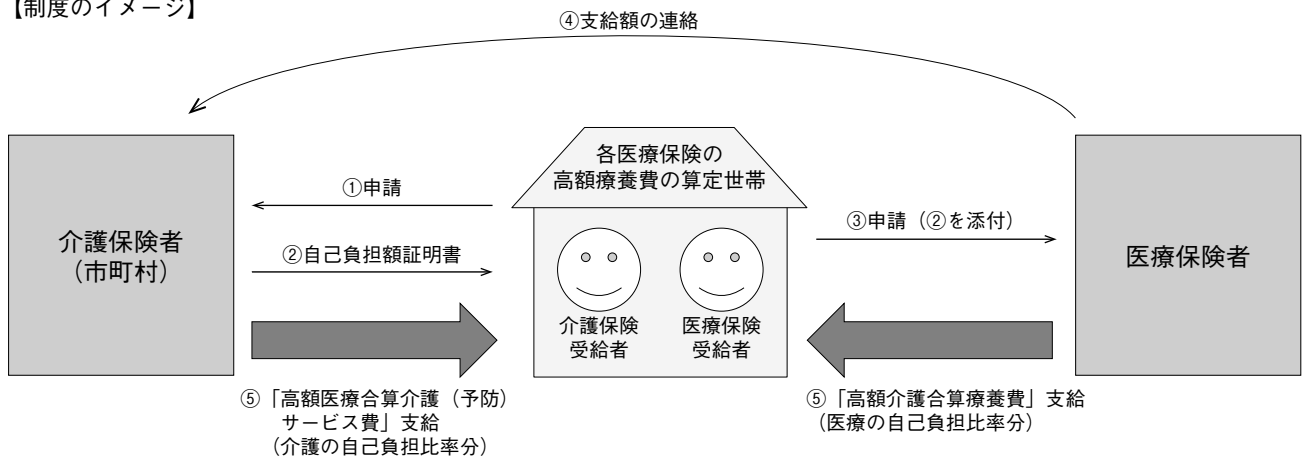 【制度のイメージ】
④支給額の連絡
各医療保険の
高額療養費の算定世帯
①申請
②自己負担額証明書
③申請（②を添付）
介護保険者
（市町村）
医療保険者
介護保険
受給者
医療保険
受給者
⑤「高額医療合算介護（予防）
サービス費」支給
（介護の自己負担比率分）
⑤「高額介護合算療養費」支給
（医療の自己負担比率分）